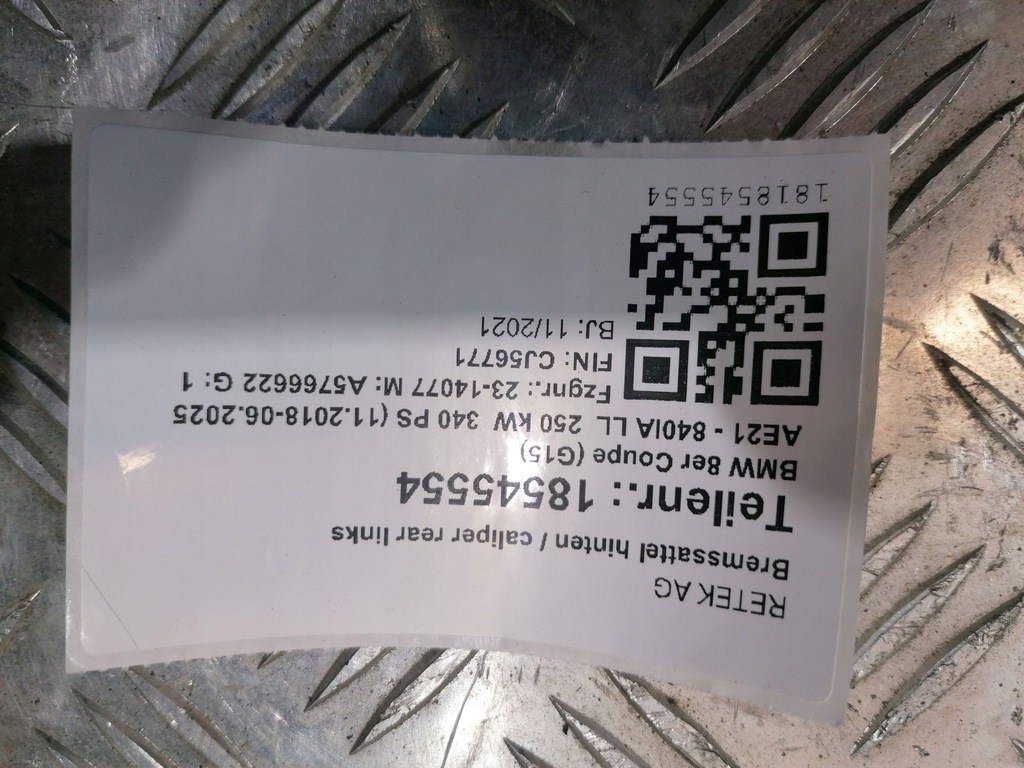 RETEK AG
Bremssattel hinten / caliper rear links
Teilenr.: 18545554
BMW 8er Coupe (G15)
AE21 - 840IA LL 250 kW 340 PS (11.2018-06.2025
Fzgnr.: 23-14077 M: A5766622 G: 1
FIN: CJ56771
BJ: 11/2021
1818545554